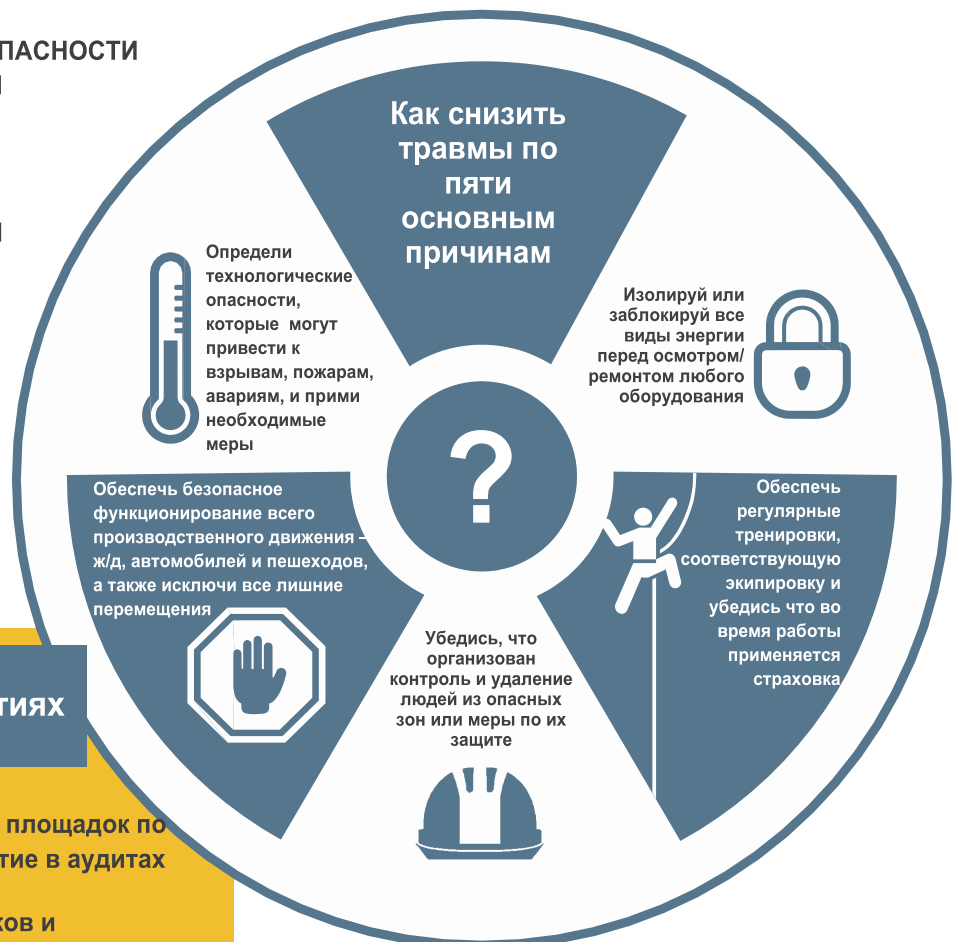 ПАСНОСТИ
Как снизить
травмы по
пяти
основным
причинам
Определи
технологические
опасности,
которые могут
привести к
взрывам, пожарам,
авариям, и прими
необходимые
меры
Изолируй или
заблокируй все
виды энергии
перед осмотром/
ремонтом любого
оборудования
?
Обеспечь безопасное
функционирование всего
производственного движения –
ж/д, автомобилей и пешеходов,
а также исключи все лишние
перемещения
Обеспечь
регулярные
тренировки,
соответствующую
экипировку и
убедись что во
время работы
применяется
страховка
Убедись, что
организован
контроль и удаление
людей из опасных
зон или меры по их
защите
тиях
площадок по
тие в аудитах
ков и